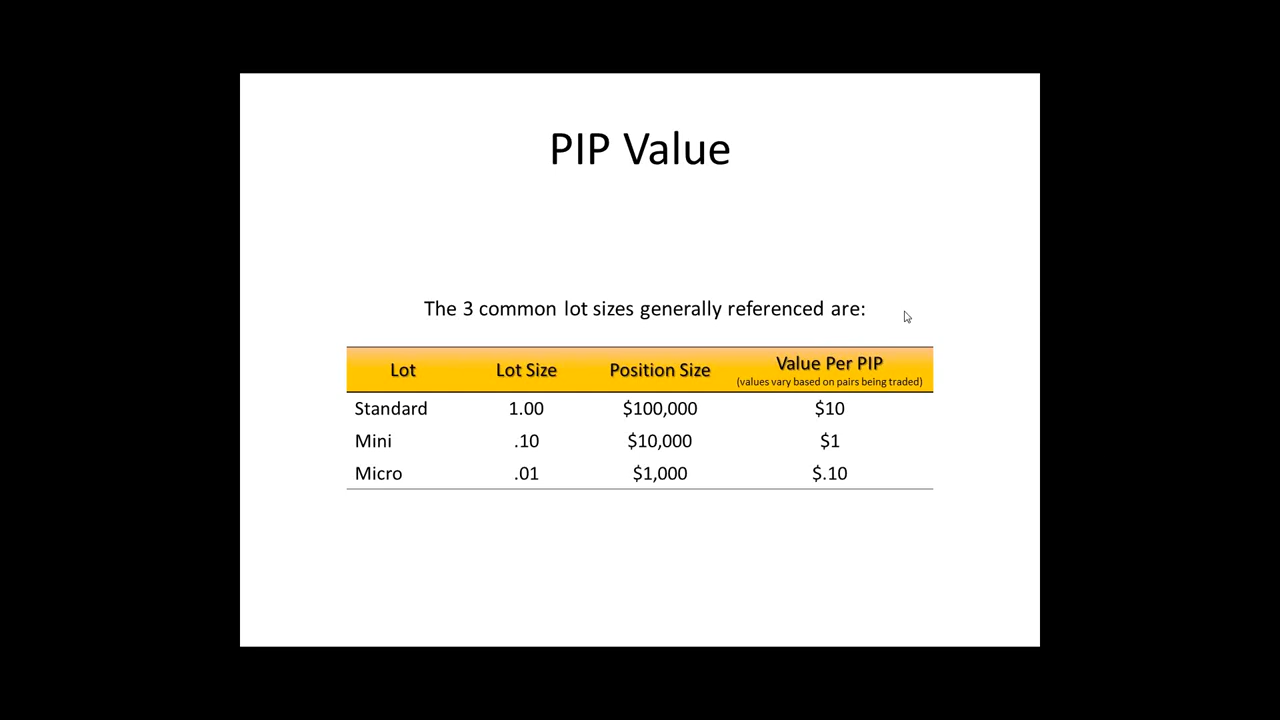 PIP Value
The 3 common lot sizes generally referenced are:
Lot Lot Size Position Size Value Per PIP
(values vary based on pairs being traded)
Standard 1.00 $100,000 $10
Mini .10 $10,000 $1
Micro .01 $1,000 $.10